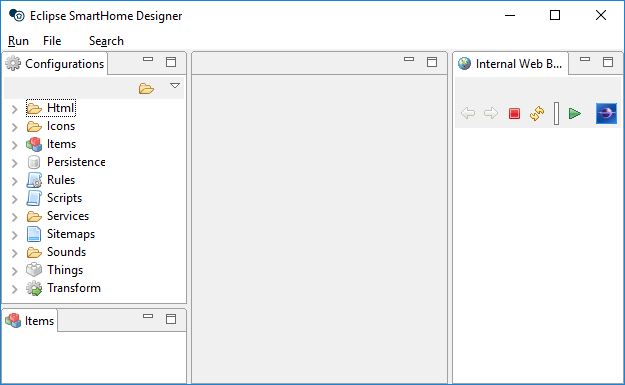 Eclipse SmartHome Designer
Run File Search
Configurations
Html
Icons
Items
Persistence
Rules
Scripts
Services
Sitemaps
Sounds
Things
Transform
Items
Internal Web B...